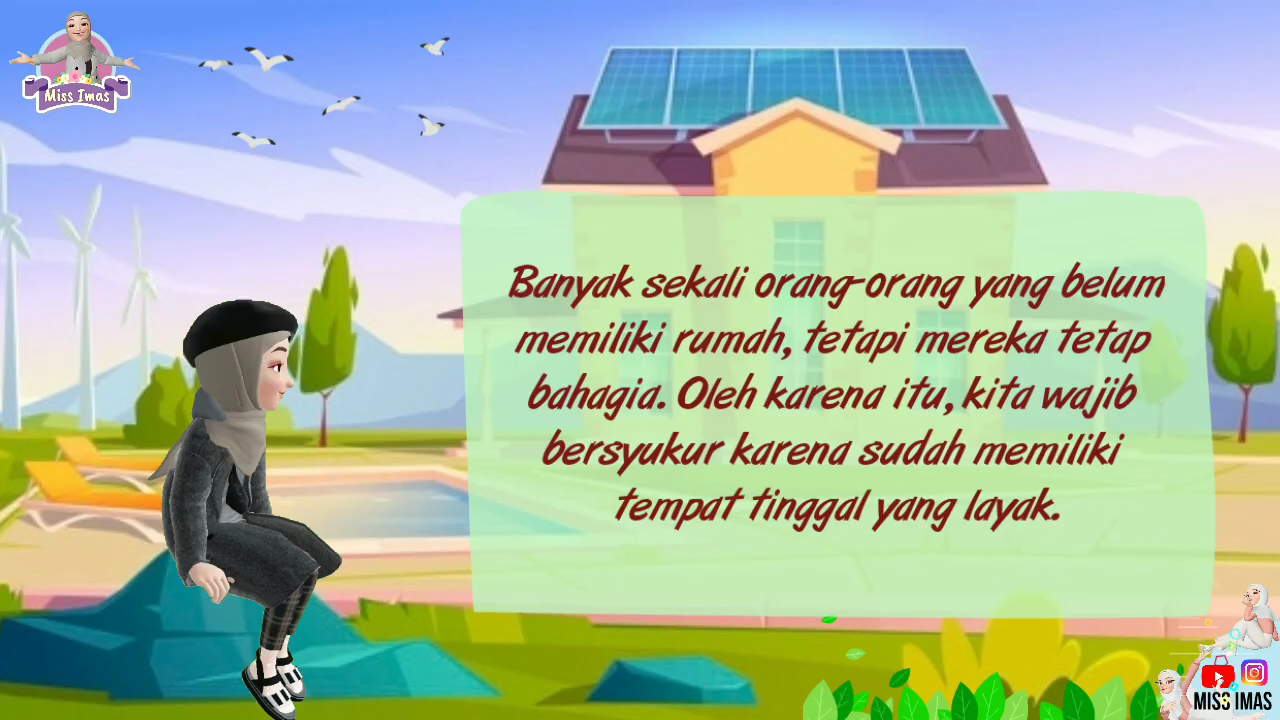 Miss Imas
Banyak sekali orang-orang yang belum
memiliki rumah, tetapi mereka tetap
bahagia. Oleh karena itu, kita wajib
bersyukur karena sudah memiliki
tempat tinggal yang layak.
MISS IMAS